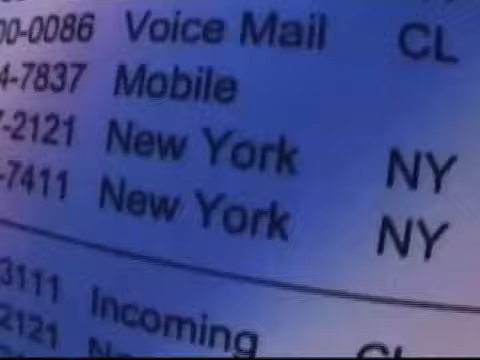 00-0086 Voice Mail CL
4-7837 Mobile
-2121 New York NY
-7411 New York NY
3111 Incoming
2121